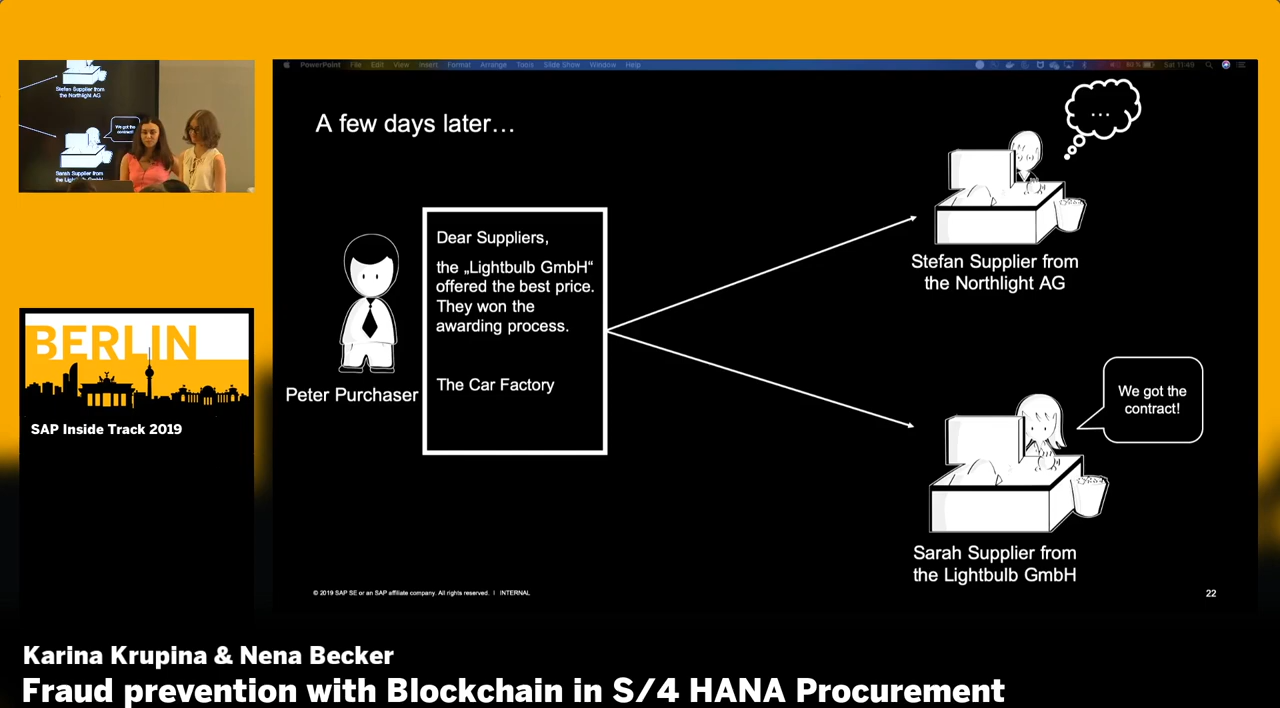 PowerPoint File Edit View Insert Format Arrange Tools Slide Show Window Help
Sat 11:49
A few days later…
...
Dear Suppliers,
the „Lightbulb GmbH“
offered the best price.
They won the
awarding process.
The Car Factory
Peter Purchaser
Stefan Supplier from
the Northlight AG
We got the
contract!
Sarah Supplier from
the Lightbulb GmbH
© 2019 SAP SE or an SAP affiliate company. All rights reserved. I INTERNAL
22
Stefan Supplier from
the Northlight AG
We got the
contract!
Sarah Supplier from
BERLIN
SAP Inside Track 2019
Karina Krupina & Nena Becker
Fraud prevention with Blockchain in S/4 HANA Procurement